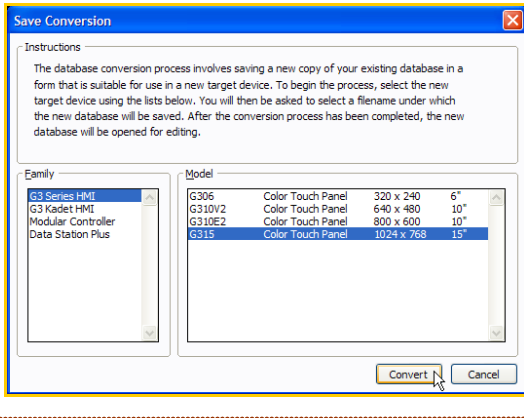 Save Conversion
Instructions
The database conversion process involves saving a new copy of your existing database in a
form that is suitable for use in a new target device. To begin the process, select the new
target device using the lists below. You will then be asked to select a filename under which
the new database will be saved. After the conversion process has been completed, the new
database will be opened for editing.
Family
G3 Series HMI
G3 Kadet HMI
Modular Controller
Data Station Plus
Model
G306 Color Touch Panel 320 x 240 6"
G310V2 Color Touch Panel 640 x 480 10"
G310E2 Color Touch Panel 800 x 600 10"
G315 Color Touch Panel 1024 x 768 15"
Convert Cancel